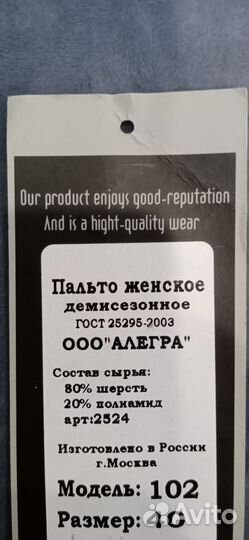 Our product enjoys good-reputation
And is a hight-quality wear
Пальто женское
демисезонное
ГОСТ 25295-2003
ООО"АЛЕГРА"
Состав сырья:
80% шерсть
20% полиамид
арт:2524
Изготовлено в России
г.Москва
Модель: 102
Размер:
Avito